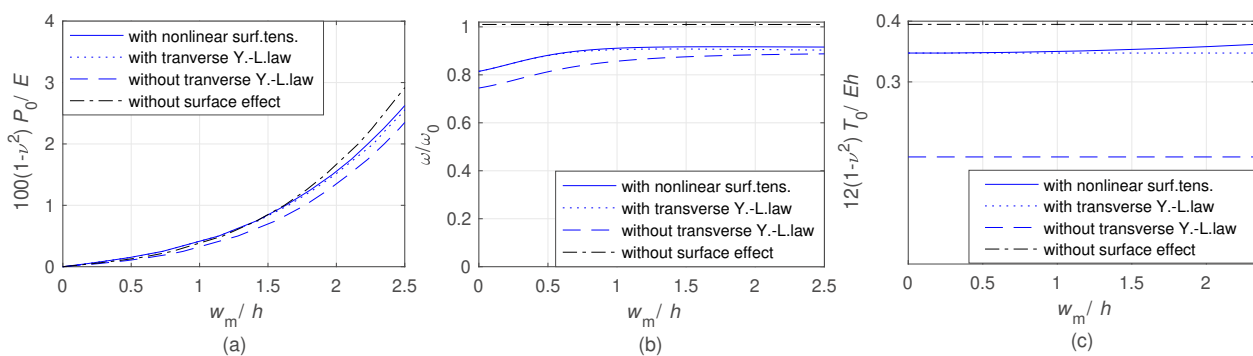 100(1-ν²) P₀/ E
4
3
2
1
0
with nonlinear surf.tens.
with tranverse Y.-L.law
without tranverse Y.-L.law
without surface effect
0 0.5 1 1.5 2 2.5
wₘ/ h
(a)
ω/ω₀
1
0.8
0.6
0.4
0.2
0
with nonlinear surf.tens.
with transverse Y.-L.law
without transverse Y.-L.law
without surface effect
0 0.5 1 1.5 2 2.5
wₘ/ h
(b)
12(1-ν²) T₀/ Eh
0.4
0.3
with nonlinear surf.tens.
with transverse Y.-L.law
without transverse Y.-L.law
without surface effect
0 0.5 1 1.5 2
wₘ/ h
(c)